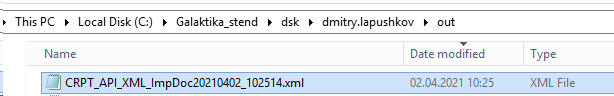 This PC › Local Disk (C:) › Galaktika_stend › dsk › dmitry.lapushkov › out
Name Date modified Type
CRPT_API_XML_ImpDoc20210402_102514.xml 02.04.2021 10:25 XML File